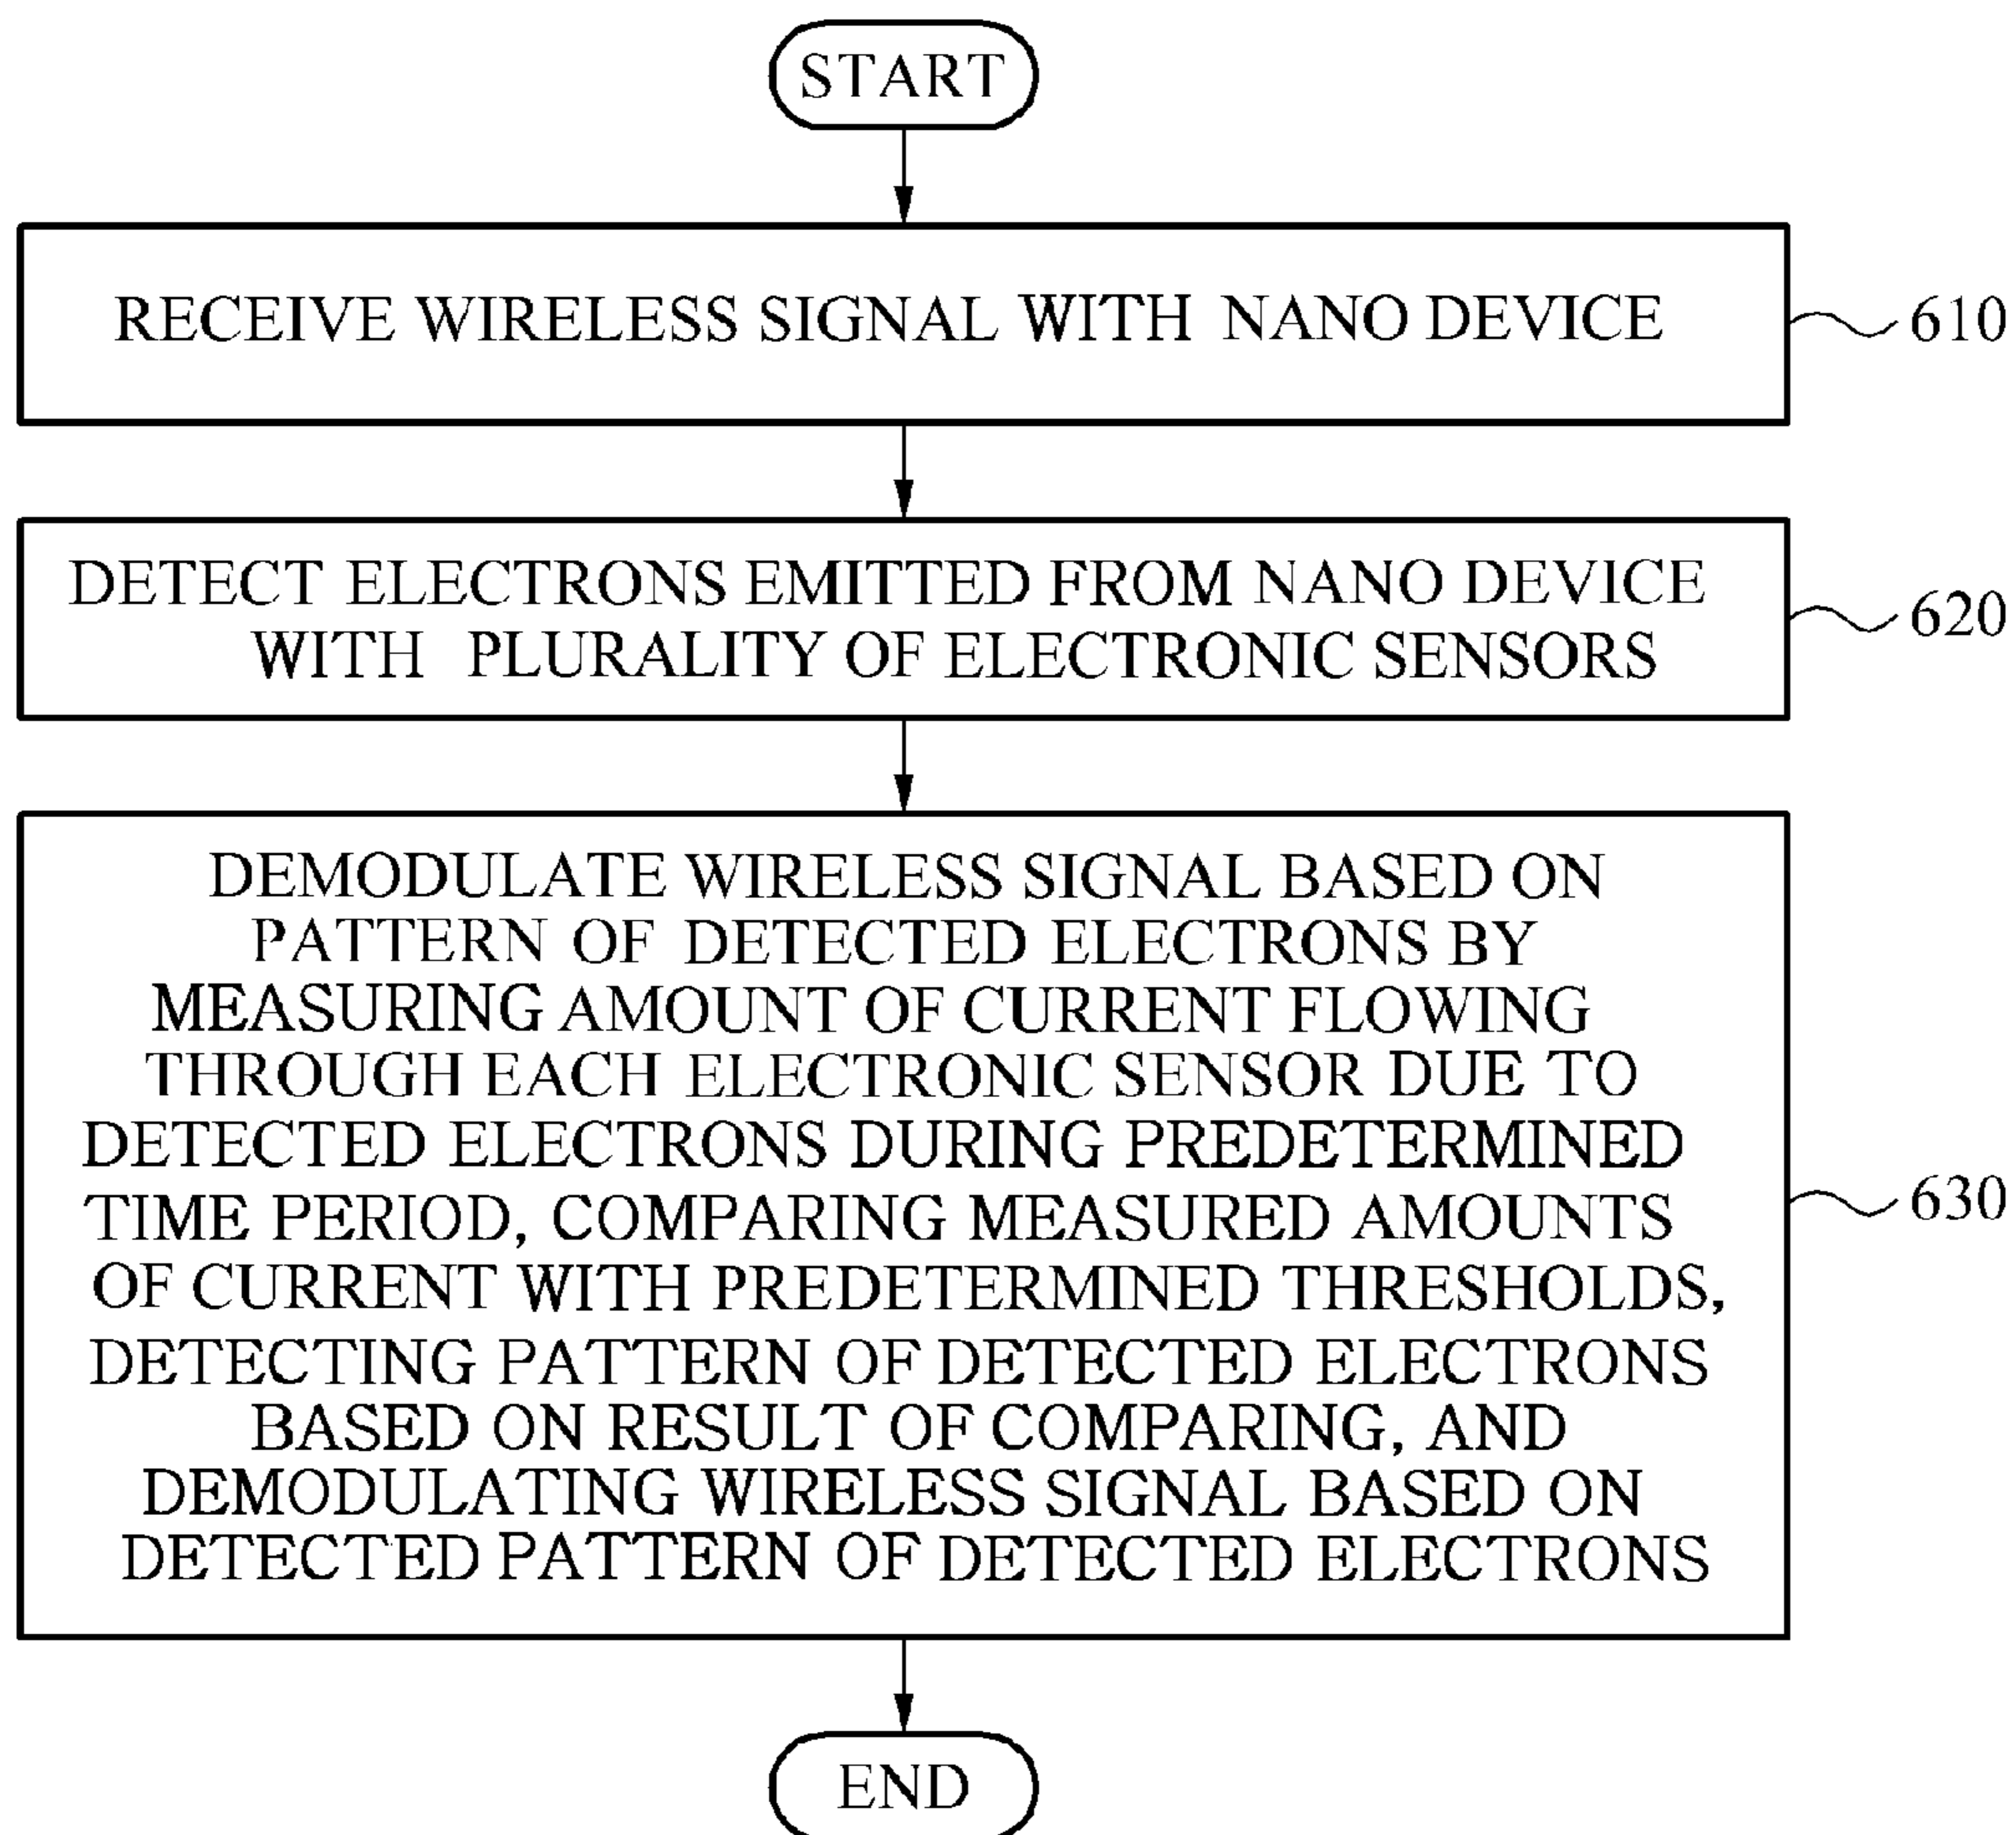 START
RECEIVE WIRELESS SIGNAL WITH NANO DEVICE
610
DETECT ELECTRONS EMITTED FROM NANO DEVICE
WITH PLURALITY OF ELECTRONIC SENSORS
620
DEMODULATE WIRELESS SIGNAL BASED ON
PATTERN OF DETECTED ELECTRONS BY
MEASURING AMOUNT OF CURRENT FLOWING
THROUGH EACH ELECTRONIC SENSOR DUE TO
DETECTED ELECTRONS DURING PREDETERMINED
TIME PERIOD, COMPARING MEASURED AMOUNTS
OF CURRENT WITH PREDETERMINED THRESHOLDS,
DETECTING PATTERN OF DETECTED ELECTRONS
BASED ON RESULT OF COMPARING, AND
DEMODULATING WIRELESS SIGNAL BASED ON
DETECTED PATTERN OF DETECTED ELECTRONS
630
END